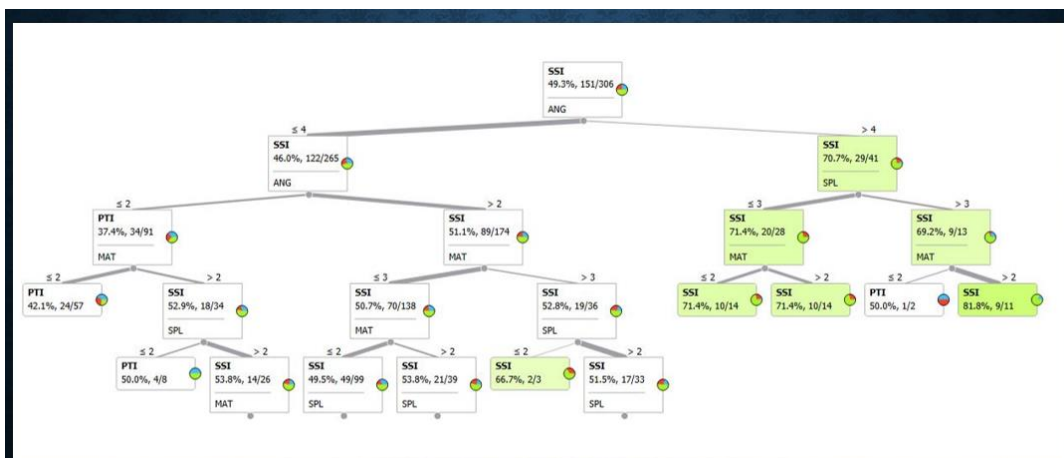 SSI
49.3%, 151/306
ANG
≤ 4
> 4
SSI
46.0%, 122/265
ANG
SSI
70.7%, 29/41
SPL
≤ 2
> 2
≤ 3
> 3
PTI
37.4%, 34/91
MAT
SSI
51.1%, 89/174
MAT
SSI
71.4%, 20/28
MAT
SSI
69.2%, 9/13
MAT
≤ 2
> 2
≤ 3
> 3
≤ 2
> 2
≤ 2
> 2
PTI
42.1%, 24/57
SSI
52.9%, 18/34
SPL
SSI
50.7%, 70/138
MAT
SSI
52.8%, 19/36
SPL
SSI
71.4%, 10/14
SSI
71.4%, 10/14
PTI
50.0%, 1/2
SSI
81.8%, 9/11
≤ 2
> 2
≤ 2
> 2
≤ 2
> 2
PTI
50.0%, 4/8
SSI
53.8%, 14/26
MAT
SSI
49.5%, 49/99
SPL
SSI
53.8%, 21/39
SPL
SSI
66.7%, 2/3
SSI
51.5%, 17/33
SPL